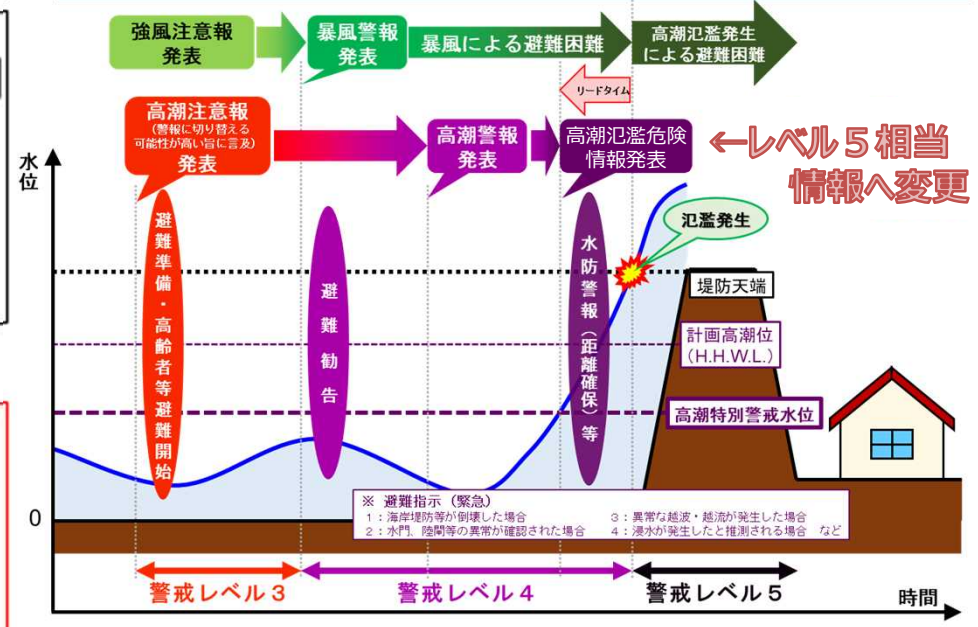 強風注意報
発表
暴風警報
発表
暴風による避難困難
高潮氾濫発生
による避難困難
リードタイム
高潮注意報
(警報に切り替える
可能性が高い旨に言及)
発表
高潮警報
発表
高潮氾濫危険
情報発表
←レベル5相当
情報へ変更
水位
避難準備・高齢者等避難開始
避難勧告
水防警報(距離確保)等
氾濫発生
堤防天端
計画高潮位
(H.H.W.L.)
高潮特別警戒水位
※ 避難指示(緊急)
1:海岸堤防等が倒壊した場合
2:水門、陸閘等の異常が確認された場合
3:異常な越波・越流が発生した場合
4:浸水が発生したと推測される場合 など
0
警戒レベル3
警戒レベル4
警戒レベル5
時間